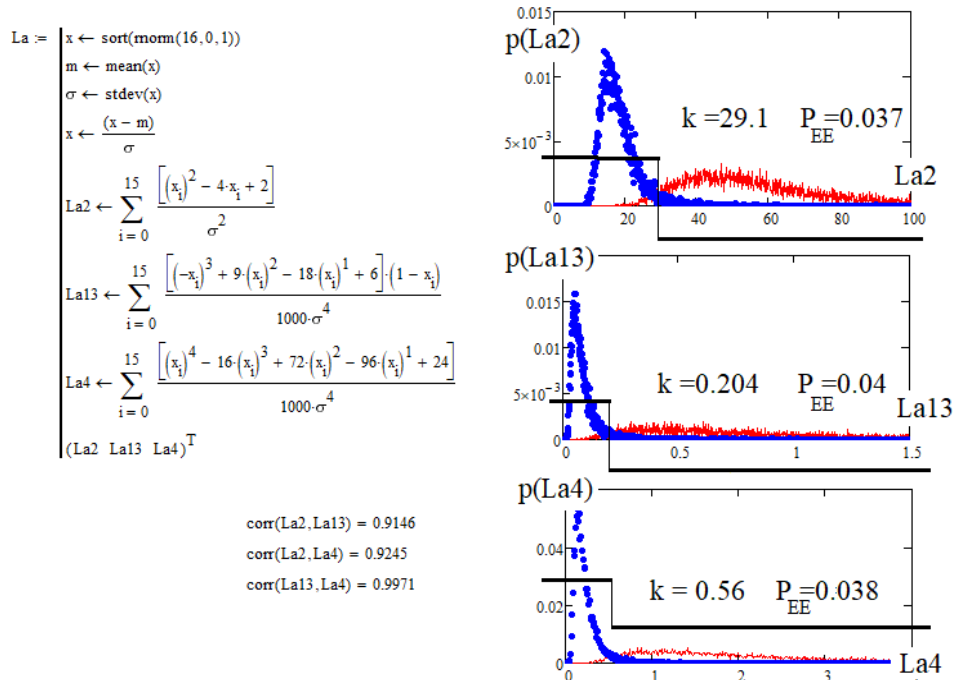 La := x ← sort(rnorm(16,0,1))
m ← mean(x)
σ ← stdev(x)
x ← (x − m) / σ
La2 ← ∑ i = 0 15 [(x_i)^2 − 4·x_i + 2] / σ^2
La13 ← ∑ i = 0 15 [(−x_i)^3 + 9·(x_i)^2 − 18·(x_i)^1 + 6]·(1 − x_i) / 1000·σ^4
La4 ← ∑ i = 0 15 [(x_i)^4 − 16·(x_i)^3 + 72·(x_i)^2 − 96·(x_i)^1 + 24] / 1000·σ^4
(La2 La13 La4)^T
corr(La2,La13) = 0.9146
corr(La2,La4) = 0.9245
corr(La13,La4) = 0.9971
0.015
p(La2)
0.01
k =29.1 P_EE=0.037
5×10^−3
La2
0
0 20 40 60 80 100
p(La13)
0.015
0.01
k =0.204 P_EE=0.04
5×10^−3
La13
0
0 0.5 1 1.5
p(La4)
0.04
k = 0.56 P_EE=0.038
0.02
0
La4
0 1 2 3